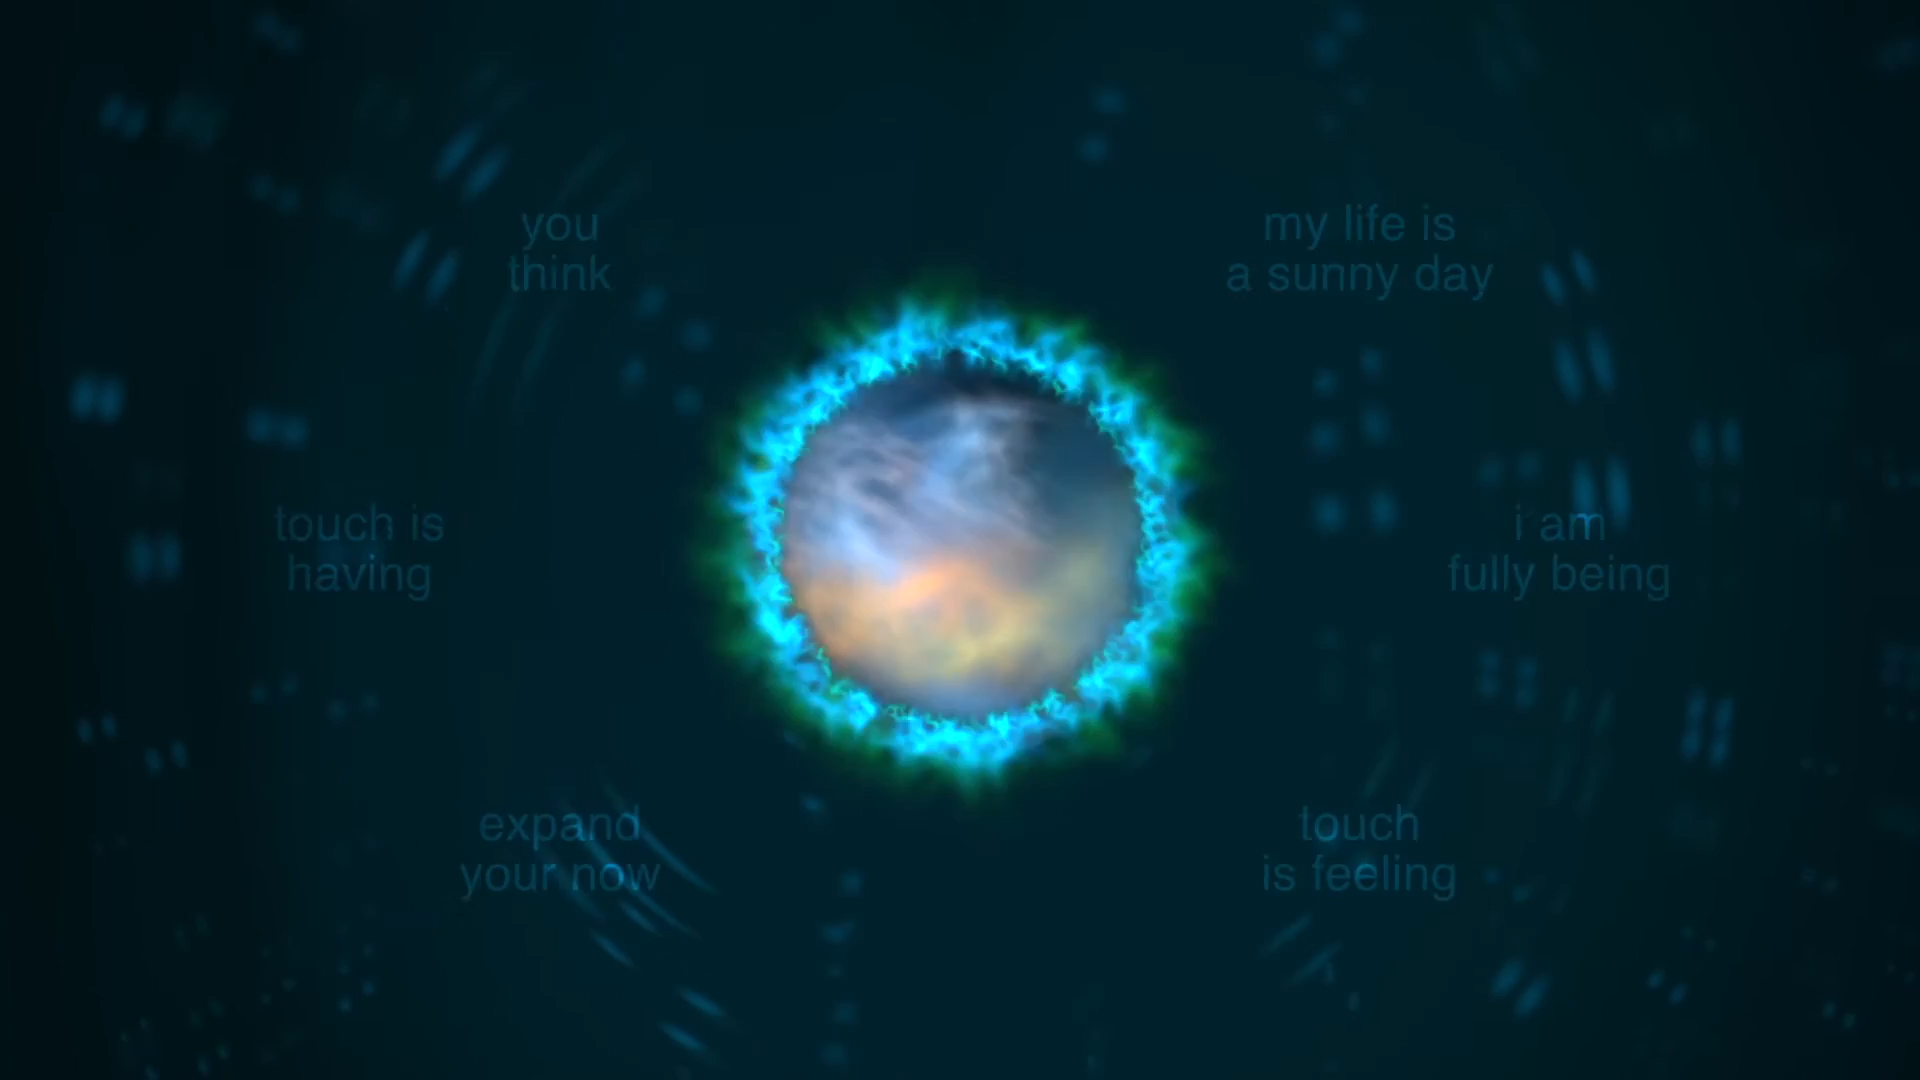 you
think
my life is
a sunny day
touch is
having
i am
fully being
expand
your now
touch
is feeling